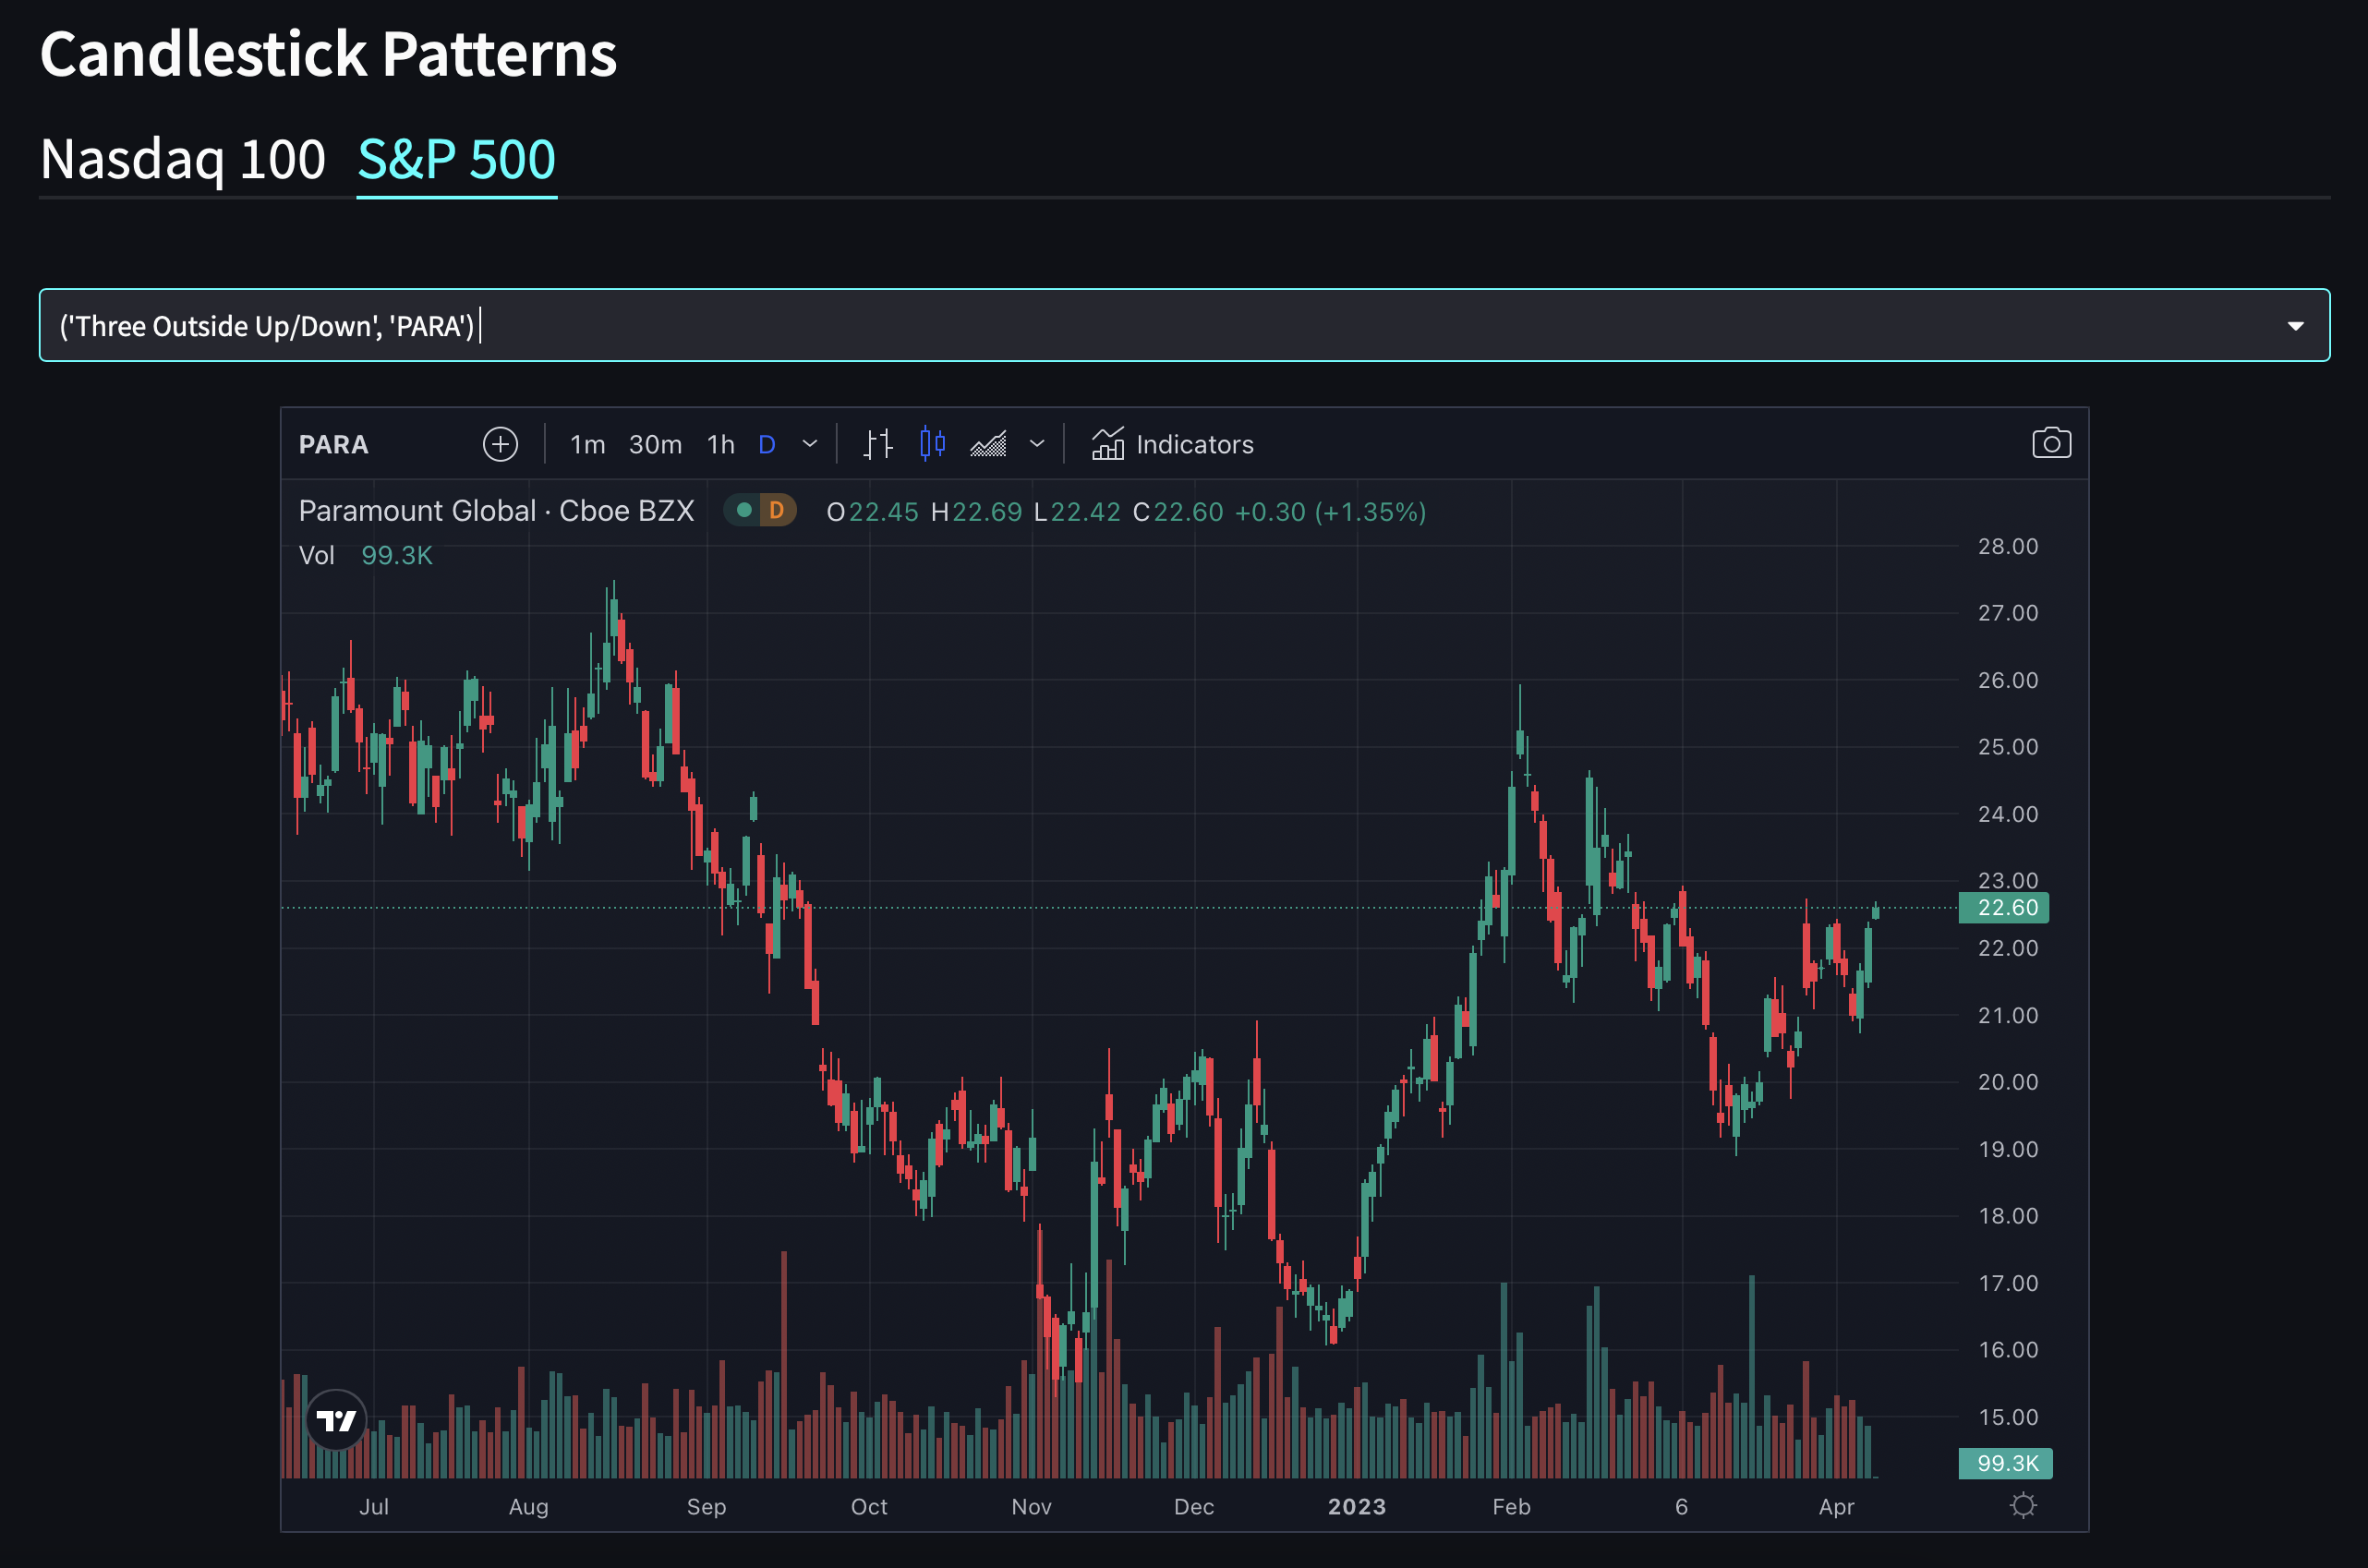 Candlestick Patterns
Nasdaq 100 S&P 500
('Three Outside Up/Down', 'PARA')
PARA 1m 30m 1h D Indicators
Paramount Global · Cboe BZX D O22.45 H22.69 L22.42 C22.60 +0.30 (+1.35%)
Vol 99.3K
28.00
27.00
26.00
25.00
24.00
23.00
22.60
22.00
21.00
20.00
19.00
18.00
17.00
16.00
15.00
99.3K
Jul Aug Sep Oct Nov Dec 2023 Feb 6 Apr